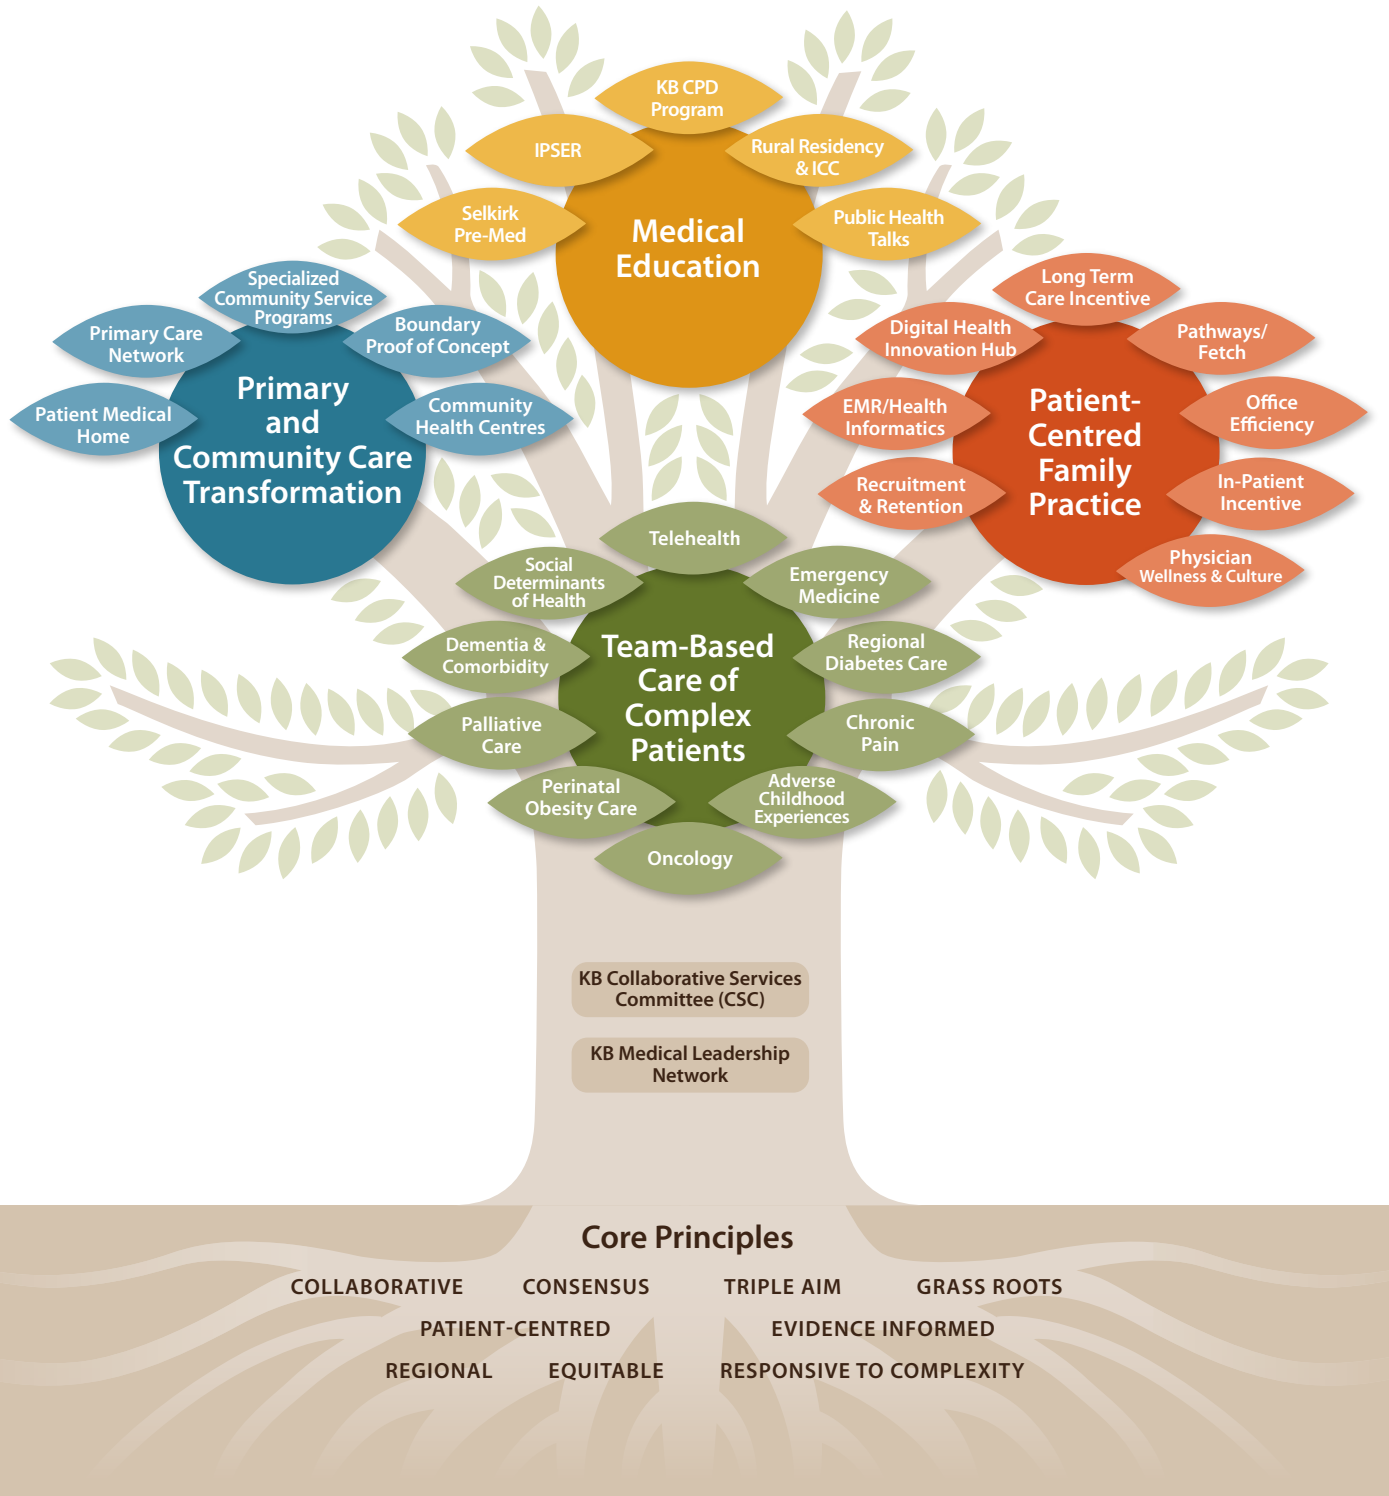 KB CPD
Program
IPSER
Rural Residency
& ICC
Selkirk
Pre-Med
Public Health
Talks
Medical
Education
Specialized
Community Service
Programs
Primary Care
Network
Boundary
Proof of Concept
Patient Medical
Home
Community
Health Centres
Primary
and
Community Care
Transformation
Long Term
Care Incentive
Digital Health
Innovation Hub
Pathways/
Fetch
EMR/Health
Informatics
Office
Efficiency
Recruitment
& Retention
In-Patient
Incentive
Physician
Wellness & Culture
Patient-
Centred
Family
Practice
Telehealth
Social
Determinants
of Health
Emergency
Medicine
Dementia &
Comorbidity
Regional
Diabetes Care
Palliative
Care
Chronic
Pain
Perinatal
Obesity Care
Adverse
Childhood
Experiences
Oncology
Team-Based
Care of
Complex
Patients
KB Collaborative Services
Committee (CSC)
KB Medical Leadership
Network
Core Principles
COLLABORATIVE CONSENSUS TRIPLE AIM GRASS ROOTS
PATIENT-CENTRED EVIDENCE INFORMED
REGIONAL EQUITABLE RESPONSIVE TO COMPLEXITY